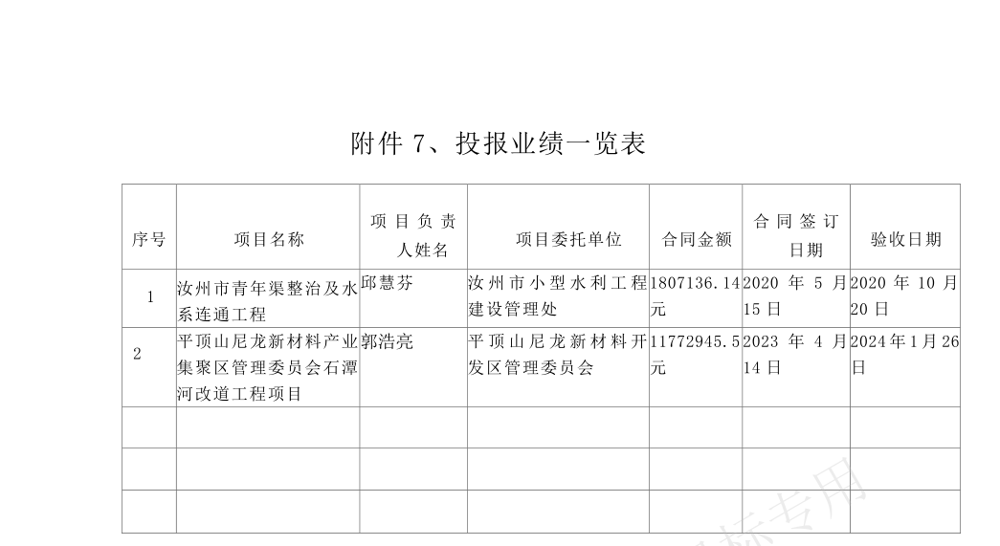 附件 7、投报业绩一览表
序号 项目名称 项目负责人姓名 项目委托单位 合同金额 合同签订日期 验收日期
1 汝州市青年渠整治及水系连通工程 邱慧芬 汝州市小型水利工程建设管理处 1807136.14元 2020 年 5 月15 日 2020 年 10 月20 日
2 平顶山尼龙新材料产业集聚区管理委员会石潭河改道工程项目 郭浩亮 平顶山尼龙新材料开发区管理委员会 11772945.5元 2023 年 4 月14 日 2024年1月26日
标专用